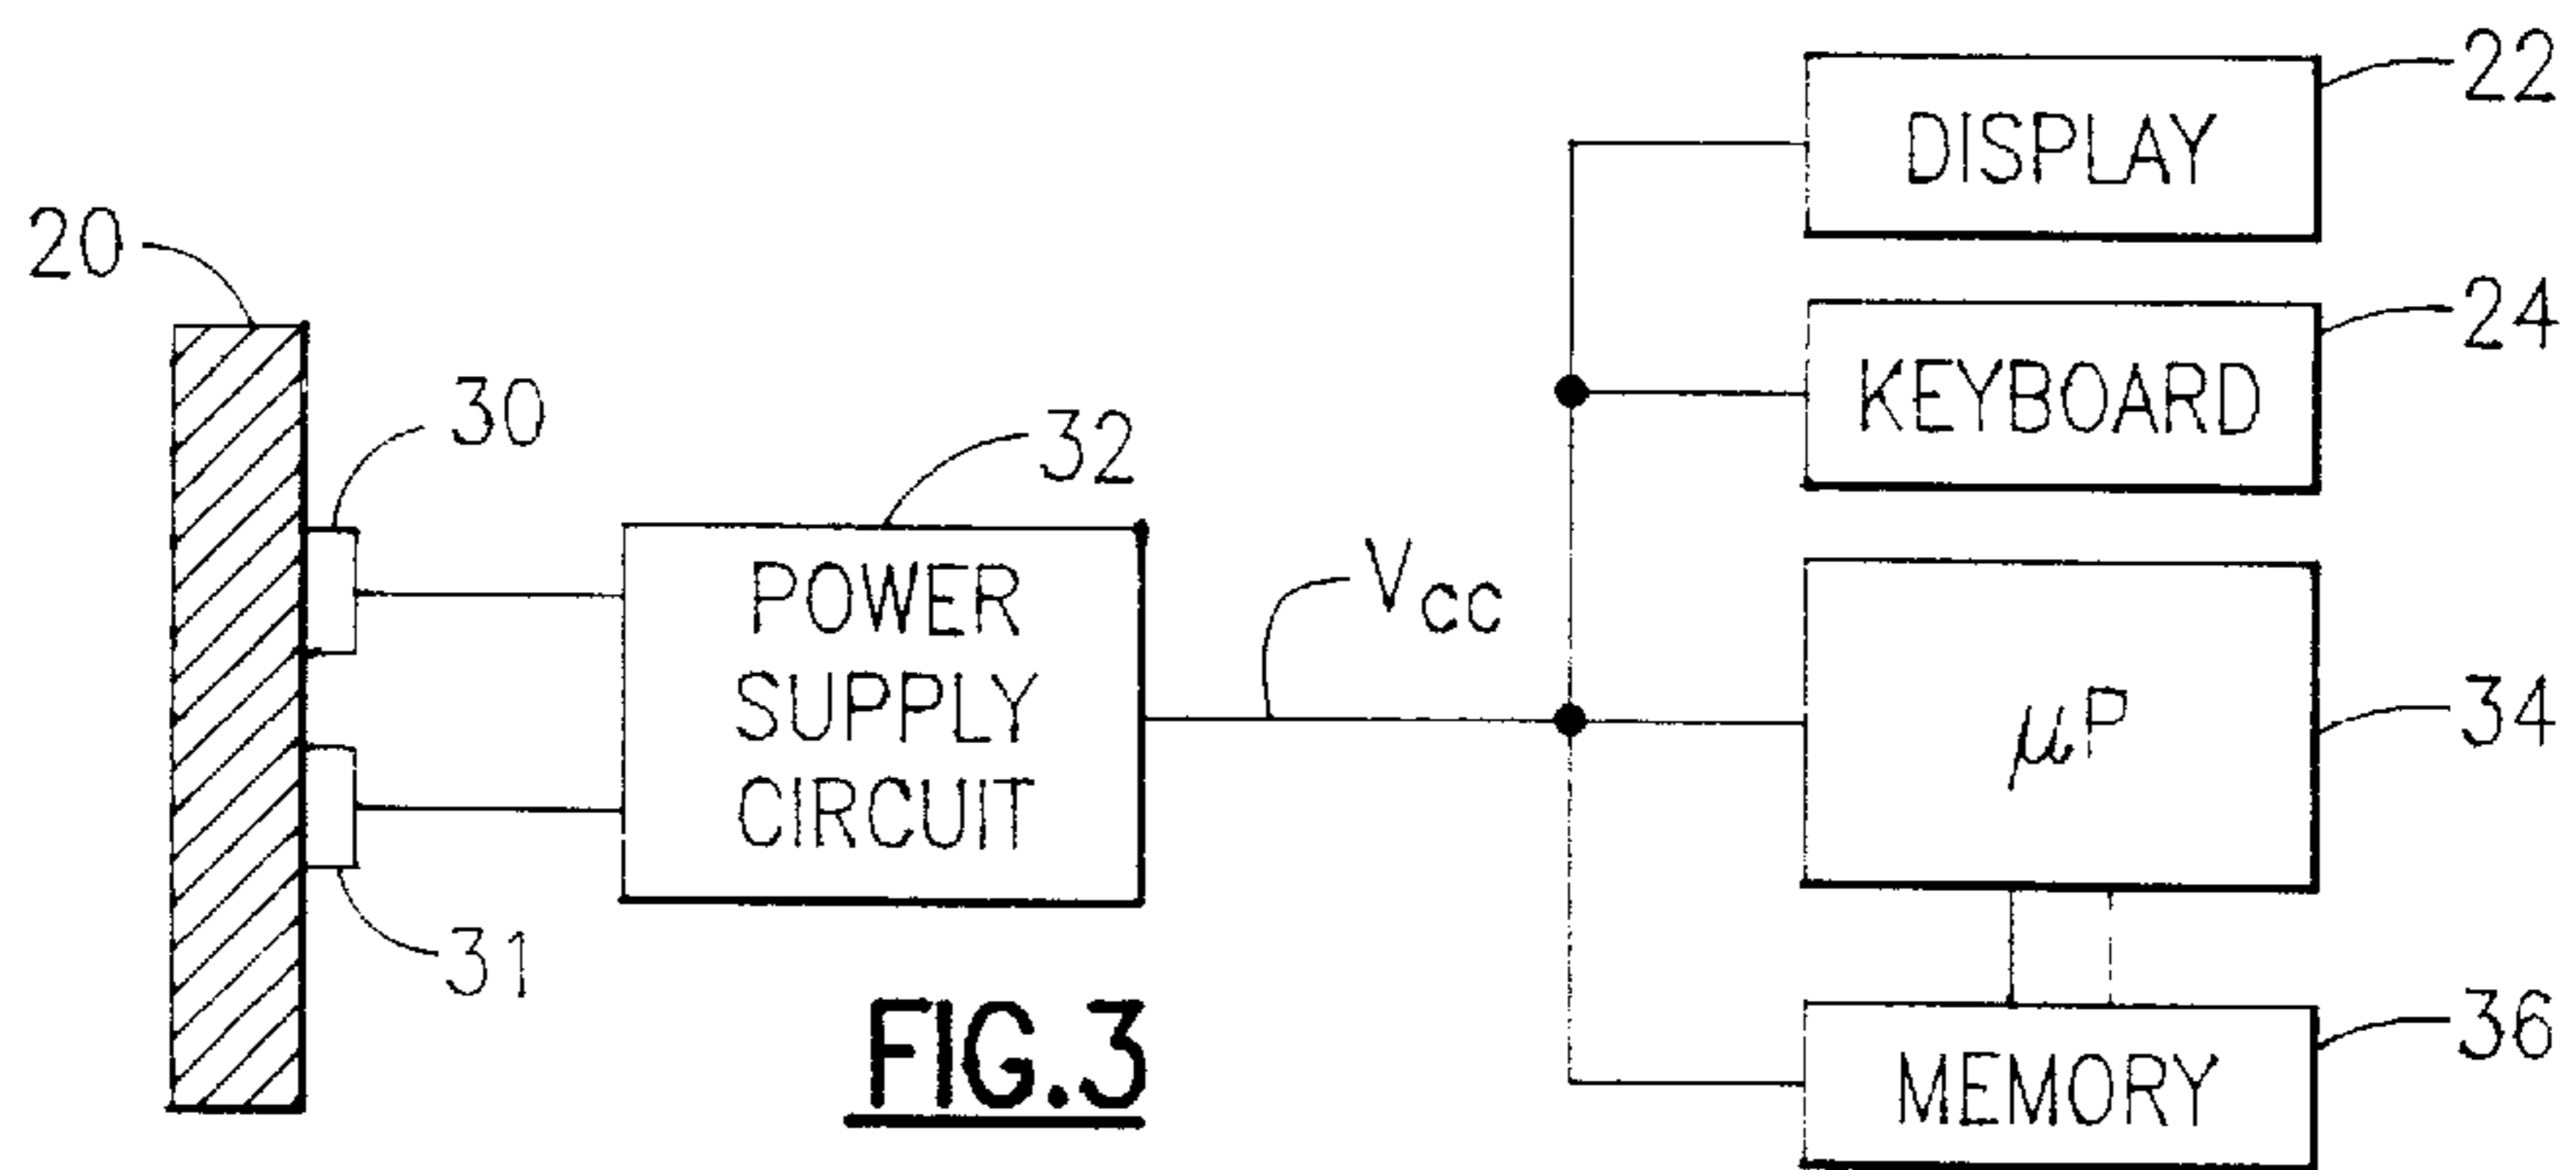 22
DISPLAY
20
24
KEYBOARD
30
32
POWER
SUPPLY
CIRCUIT
Vcc
34
μP
31
36
MEMORY
FIG.3